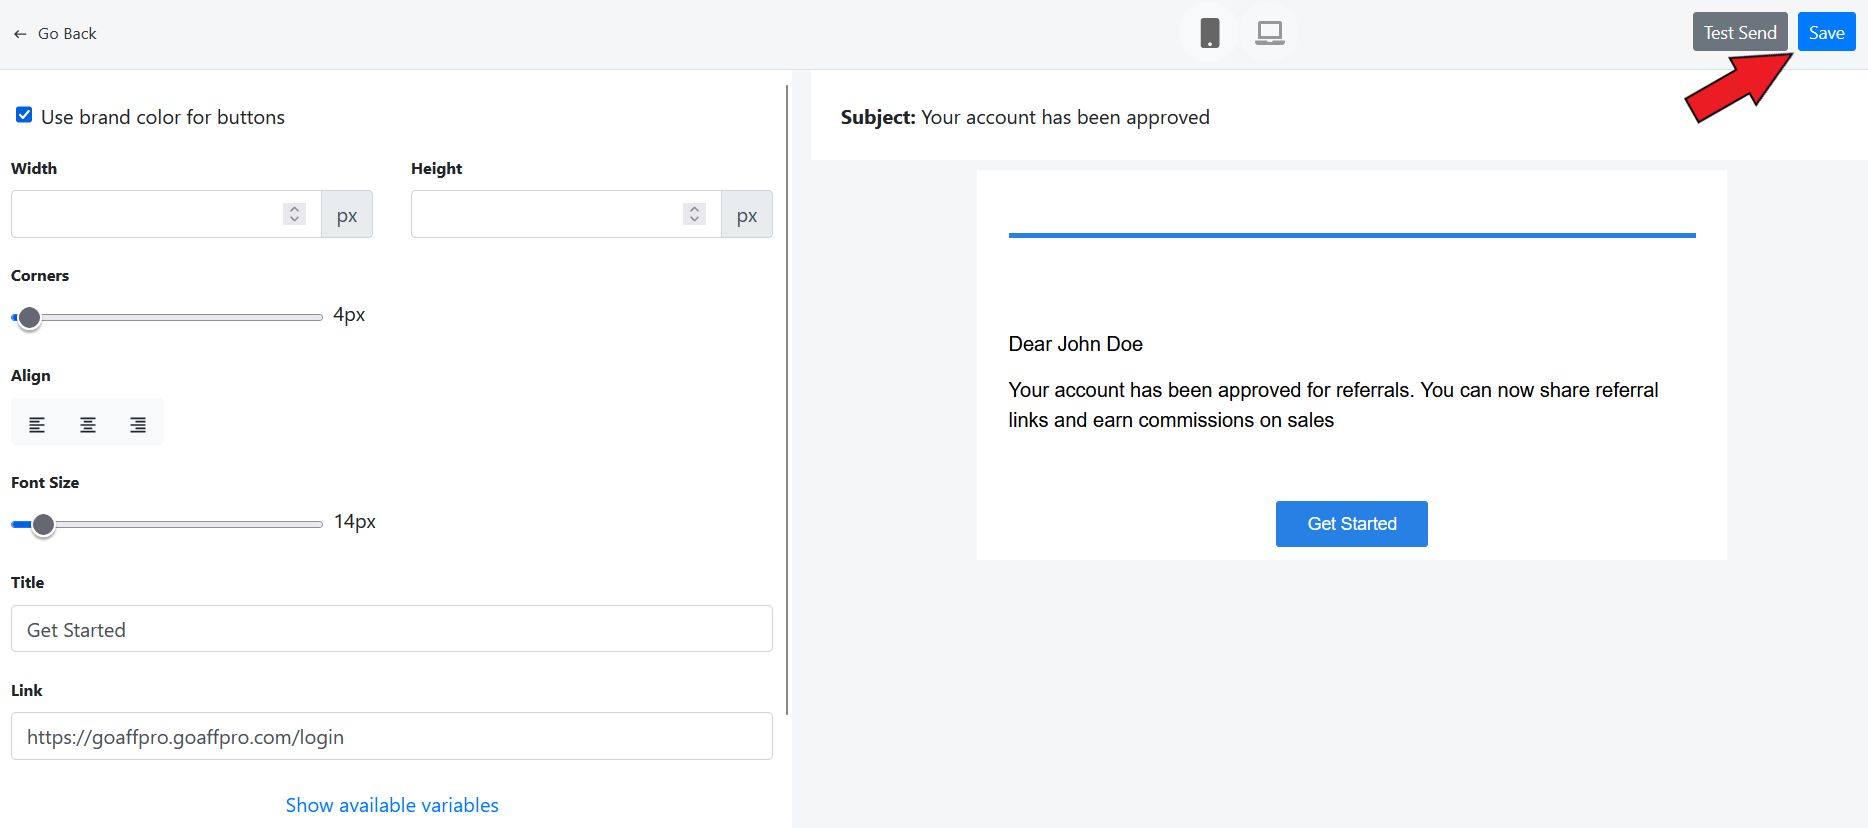 Go Back
Test Send
Save
Use brand color for buttons
Width
Height
px
px
Corners
4px
Align
Font Size
14px
Title
Get Started
Link
https://goaffpro.goaffpro.com/login
Show available variables
Subject: Your account has been approved
Dear John Doe
Your account has been approved for referrals. You can now share referral
links and earn commissions on sales
Get Started